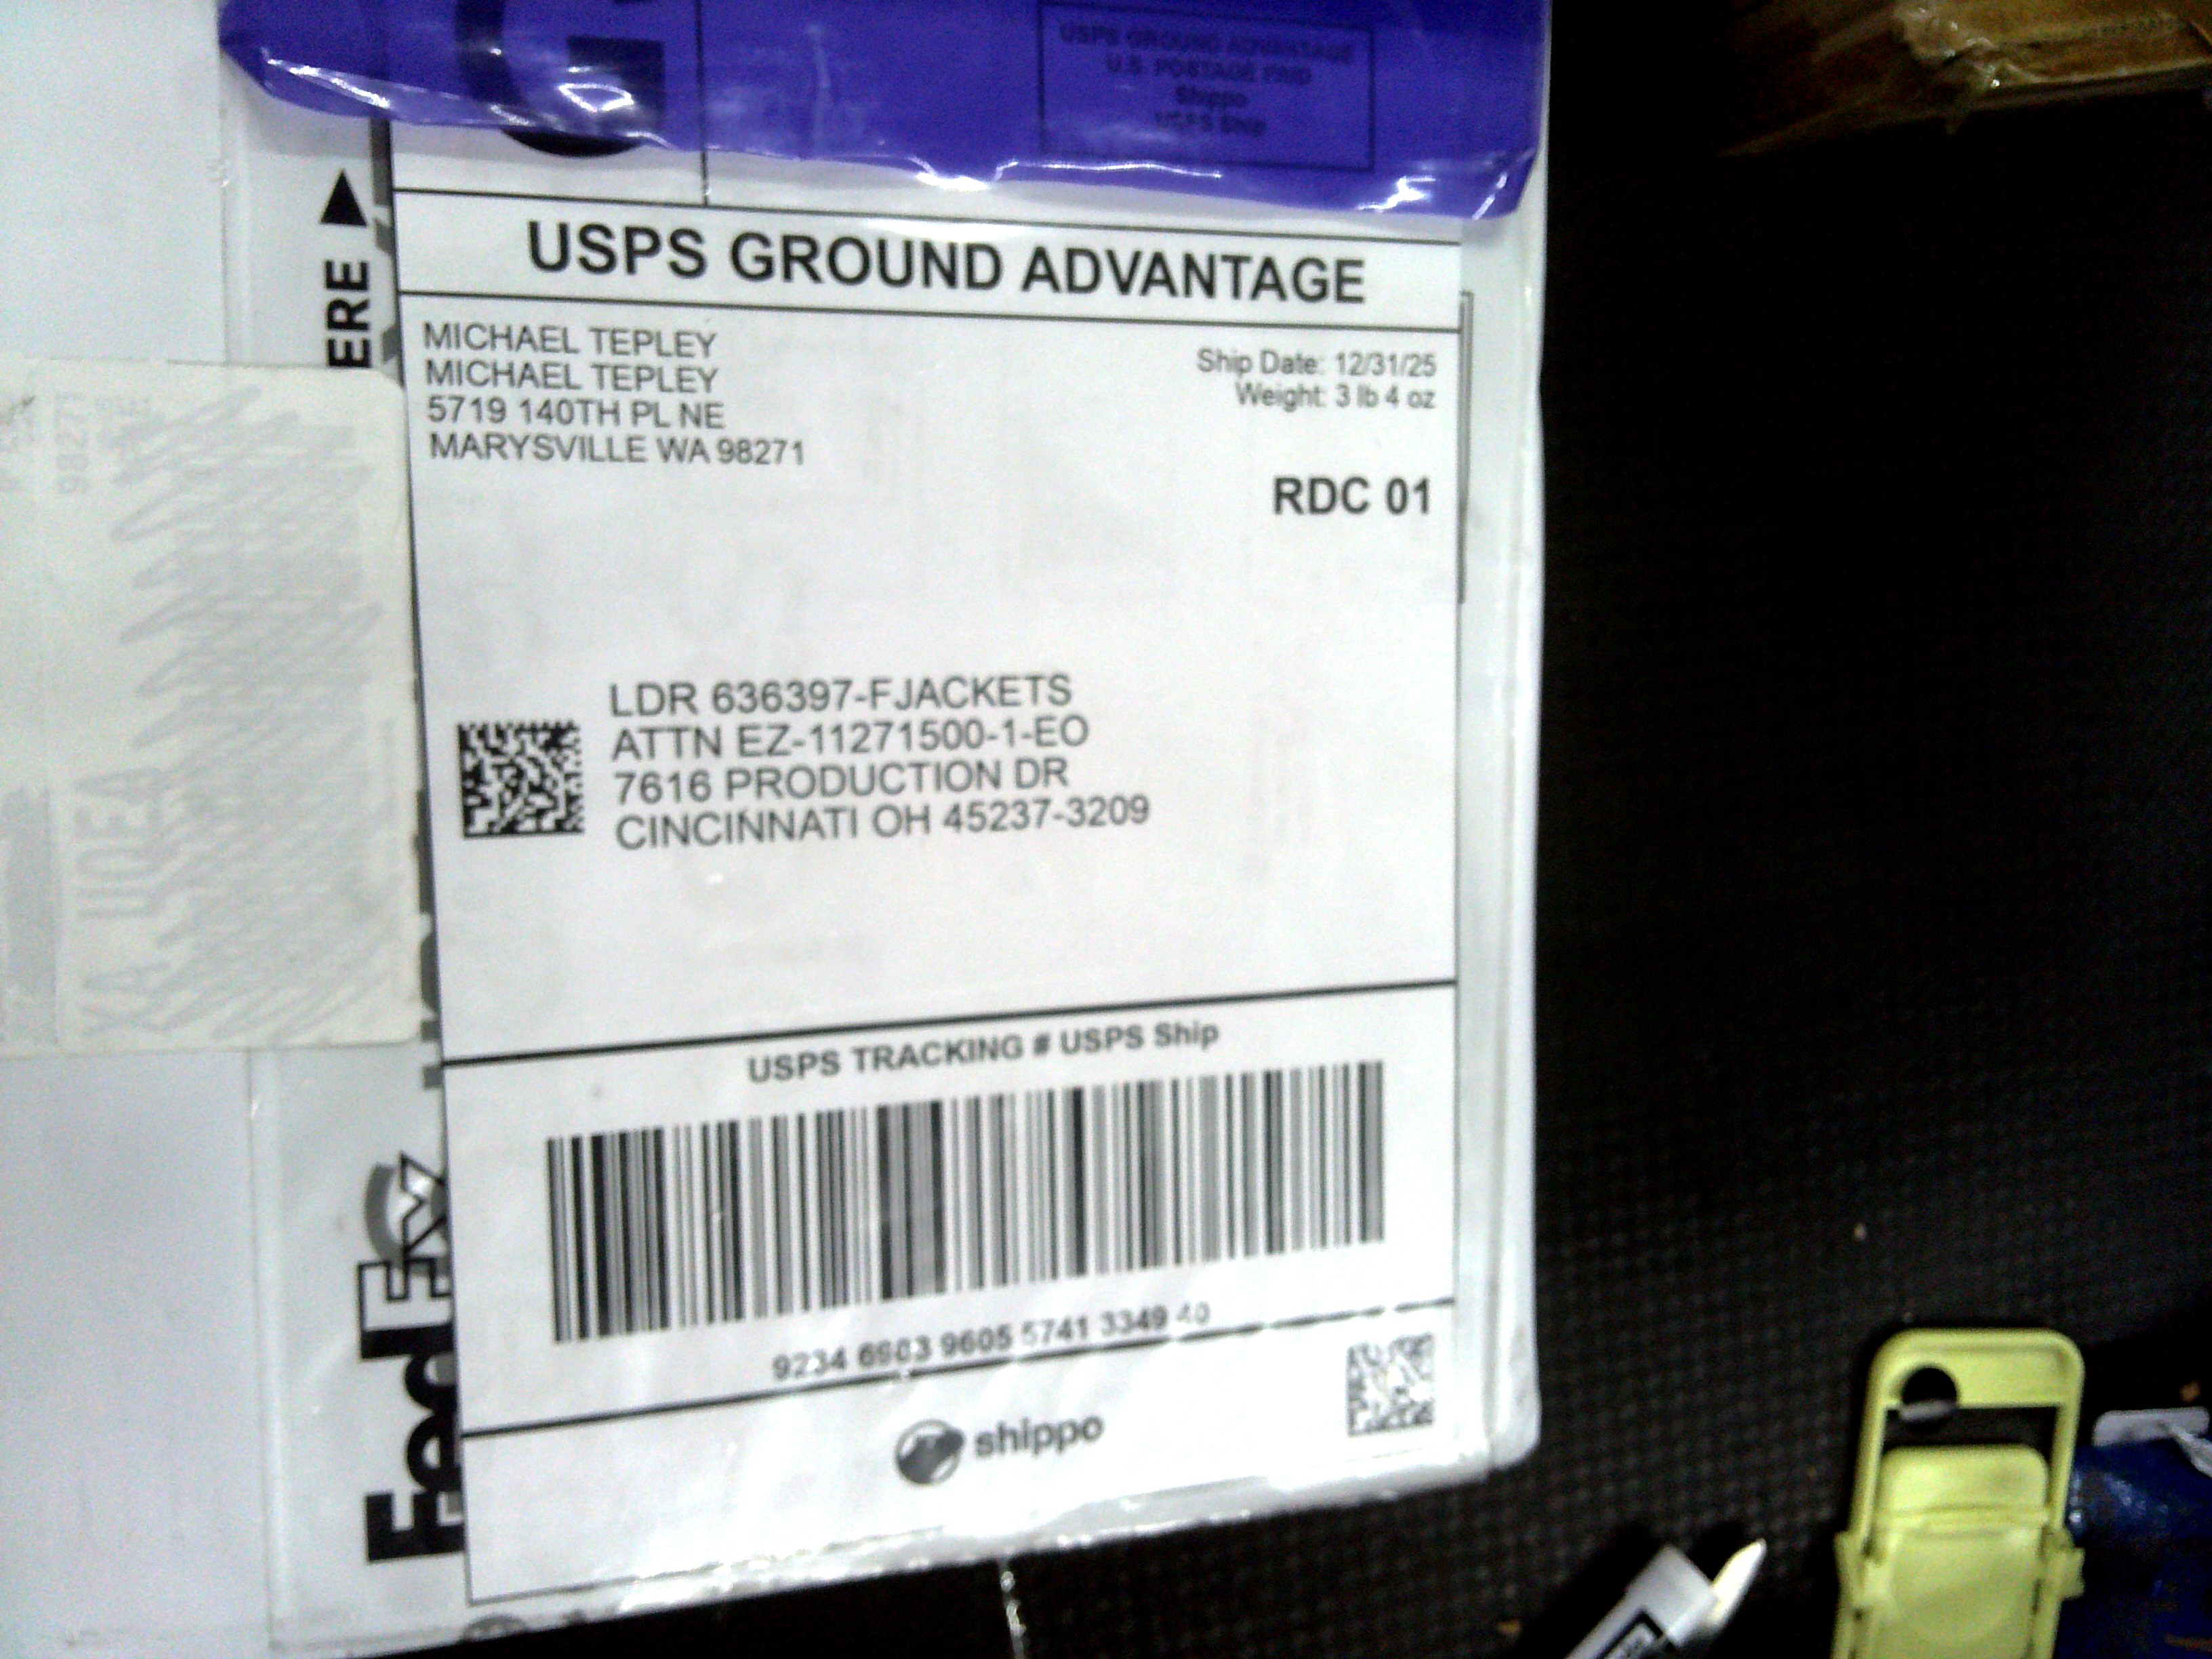 G
USPS GROUND ADVANTAGE
U.S. POSTAGE PAID
Shippo
USPS Ship
USPS GROUND ADVANTAGE
MICHAEL TEPLEY
MICHAEL TEPLEY
5719 140TH PL NE
MARYSVILLE WA 98271
Ship Date: 12/31/25
Weight: 3 lb 4 oz
RDC 01
LDR 636397-FJACKETS
ATTN EZ-11271500-1-EO
7616 PRODUCTION DR
CINCINNATI OH 45237-3209
USPS TRACKING # USPS Ship
9234 6903 9605 5741 3349 40
shippo
ERE
FedEx
98271